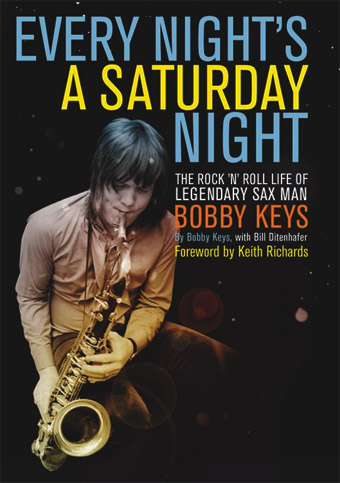 EVERY NIGHT'S
A SATURDAY
NIGHT
THE ROCK 'N' ROLL LIFE OF
LEGENDARY SAX MAN
BOBBY KEYS
By Bobby Keys, with Bill Ditenhafer
Foreword by Keith Richards